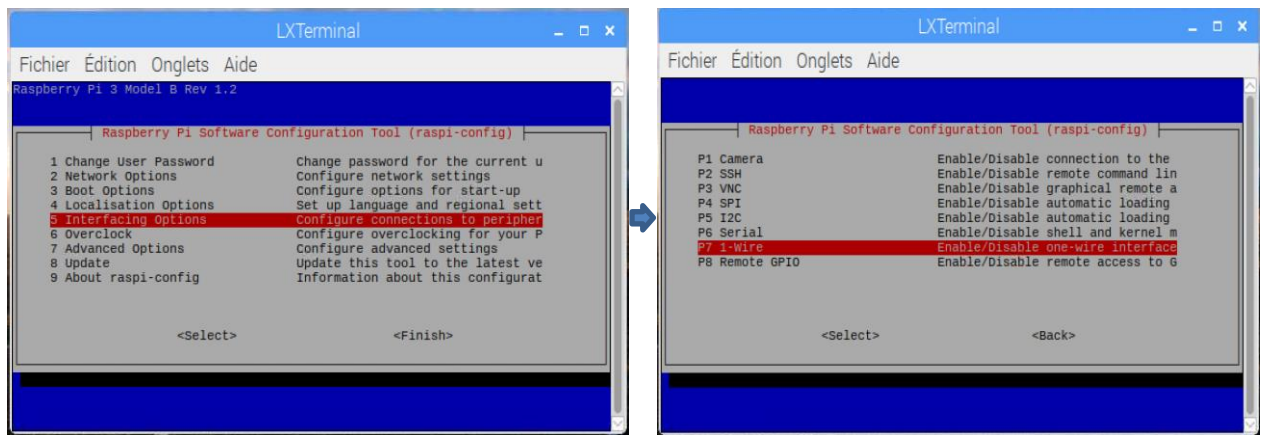 LXTerminal
Fichier Édition Onglets Aide
Raspberry Pi 3 Model B Rev 1.2
Raspberry Pi Software Configuration Tool (raspi-config)
1 Change User Password Change password for the current u
2 Network Options Configure network settings
3 Boot Options Configure options for start-up
4 Localisation Options Set up language and regional sett
5 Interfacing Options Configure connections to peripher
6 Overclock Configure overclocking for your P
7 Advanced Options Configure advanced settings
8 Update Update this tool to the latest ve
9 About raspi-config Information about this configurat
<Select> <Finish>
LXTerminal
Fichier Édition Onglets Aide
Raspberry Pi Software Configuration Tool (raspi-config)
P1 Camera Enable/Disable connection to the
P2 SSH Enable/Disable remote command lin
P3 VNC Enable/Disable graphical remote a
P4 SPI Enable/Disable automatic loading
P5 I2C Enable/Disable automatic loading
P6 Serial Enable/Disable shell and kernel m
P7 1-Wire Enable/Disable one-wire interface
P8 Remote GPIO Enable/Disable remote access to G
<Select> <Back>